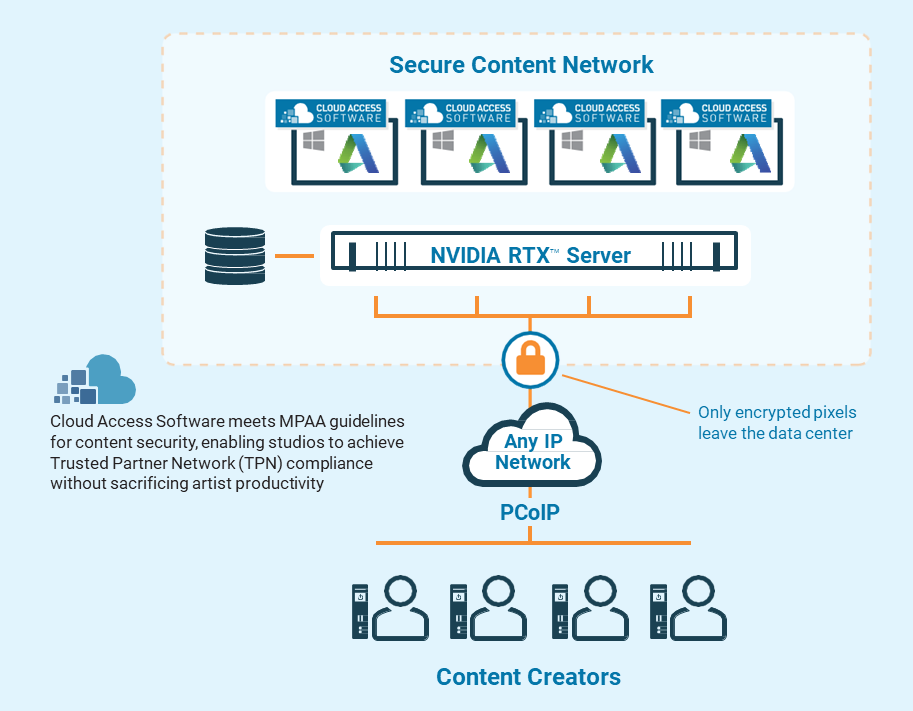 Secure Content Network
CLOUD ACCESS
SOFTWARE
CLOUD ACCESS
SOFTWARE
CLOUD ACCESS
SOFTWARE
CLOUD ACCESS
SOFTWARE
NVIDIA RTX™ Server
Cloud Access Software meets MPAA guidelines
for content security, enabling studios to achieve
Trusted Partner Network (TPN) compliance
without sacrificing artist productivity
Only encrypted pixels
leave the data center
Any IP
Network
PCoIP
Content Creators